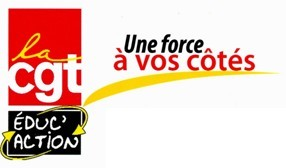 la
cgt
ÉDUC'
ACTION
Une force
à vos côtés